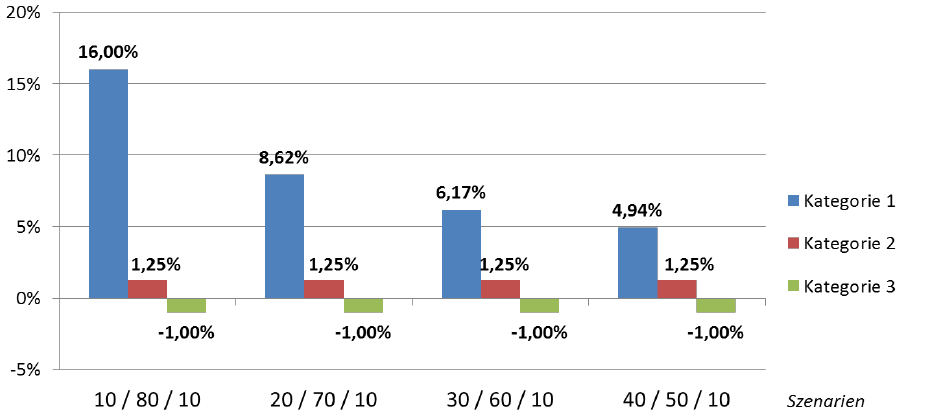 20%
16,00%
15%
10%
8,62%
6,17%
4,94%
5%
1,25%
1,25%
1,25%
1,25%
0%
-1,00%
-1,00%
-1,00%
-1,00%
-5%
10 / 80 / 10
20 / 70 / 10
30 / 60 / 10
40 / 50 / 10
Szenarien
Kategorie 1
Kategorie 2
Kategorie 3